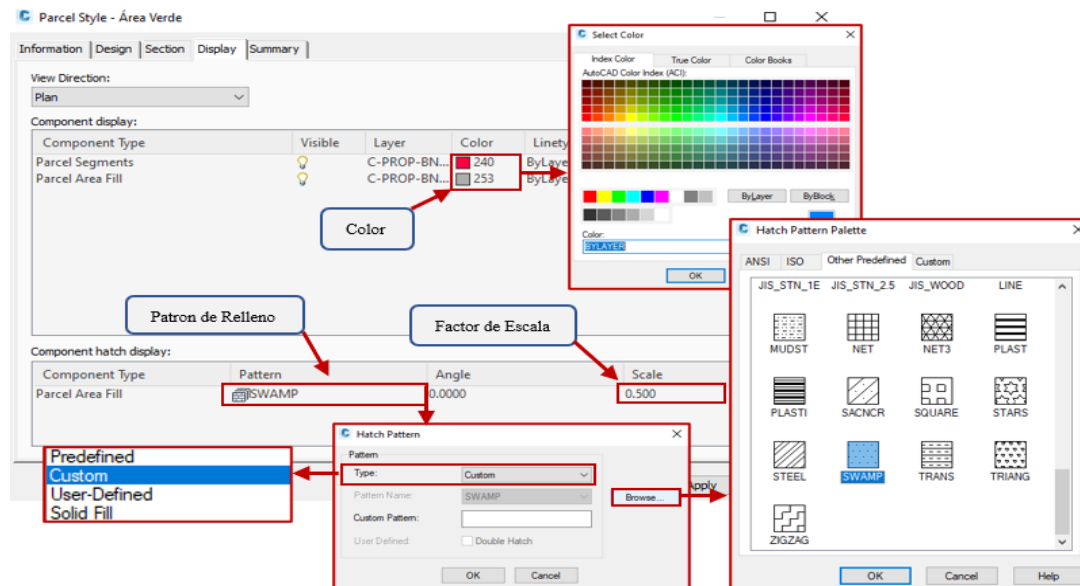 Parcel Style - Área Verde
Information Design Section Display Summary
View Direction:
Plan
Component display:
Component Type Visible Layer Color Linety
Parcel Segments C-PROP-BN... 240 ByLaye
Parcel Area Fill C-PROP-BN... 253 ByLaye
Color
Patron de Relleno
Factor de Escala
Component hatch display:
Component Type Pattern Angle Scale
Parcel Area Fill SWAMP 0.0000 0.500
Apply
Select Color
Index Color True Color Color Books
AutoCAD Color Index (ACI):
ByLayer ByBlock
Color:
BYLAYER
OK
Predefined
Custom
User-Defined
Solid Fill
Hatch Pattern
Pattern
Type: Custom
Pattern Name: SWAMP
Browse...
Custom Pattern:
User Defined: Double Hatch
OK Cancel
Hatch Pattern Palette
ANSI ISO Other Predefined Custom
JIS_STN_1E JIS_STN_2.5 JIS_WOOD LINE
MUDST NET NET3 PLAST
PLASTI SACNCR SQUARE STARS
STEEL SWAMP TRANS TRIANG
ZIGZAG
OK Cancel Help